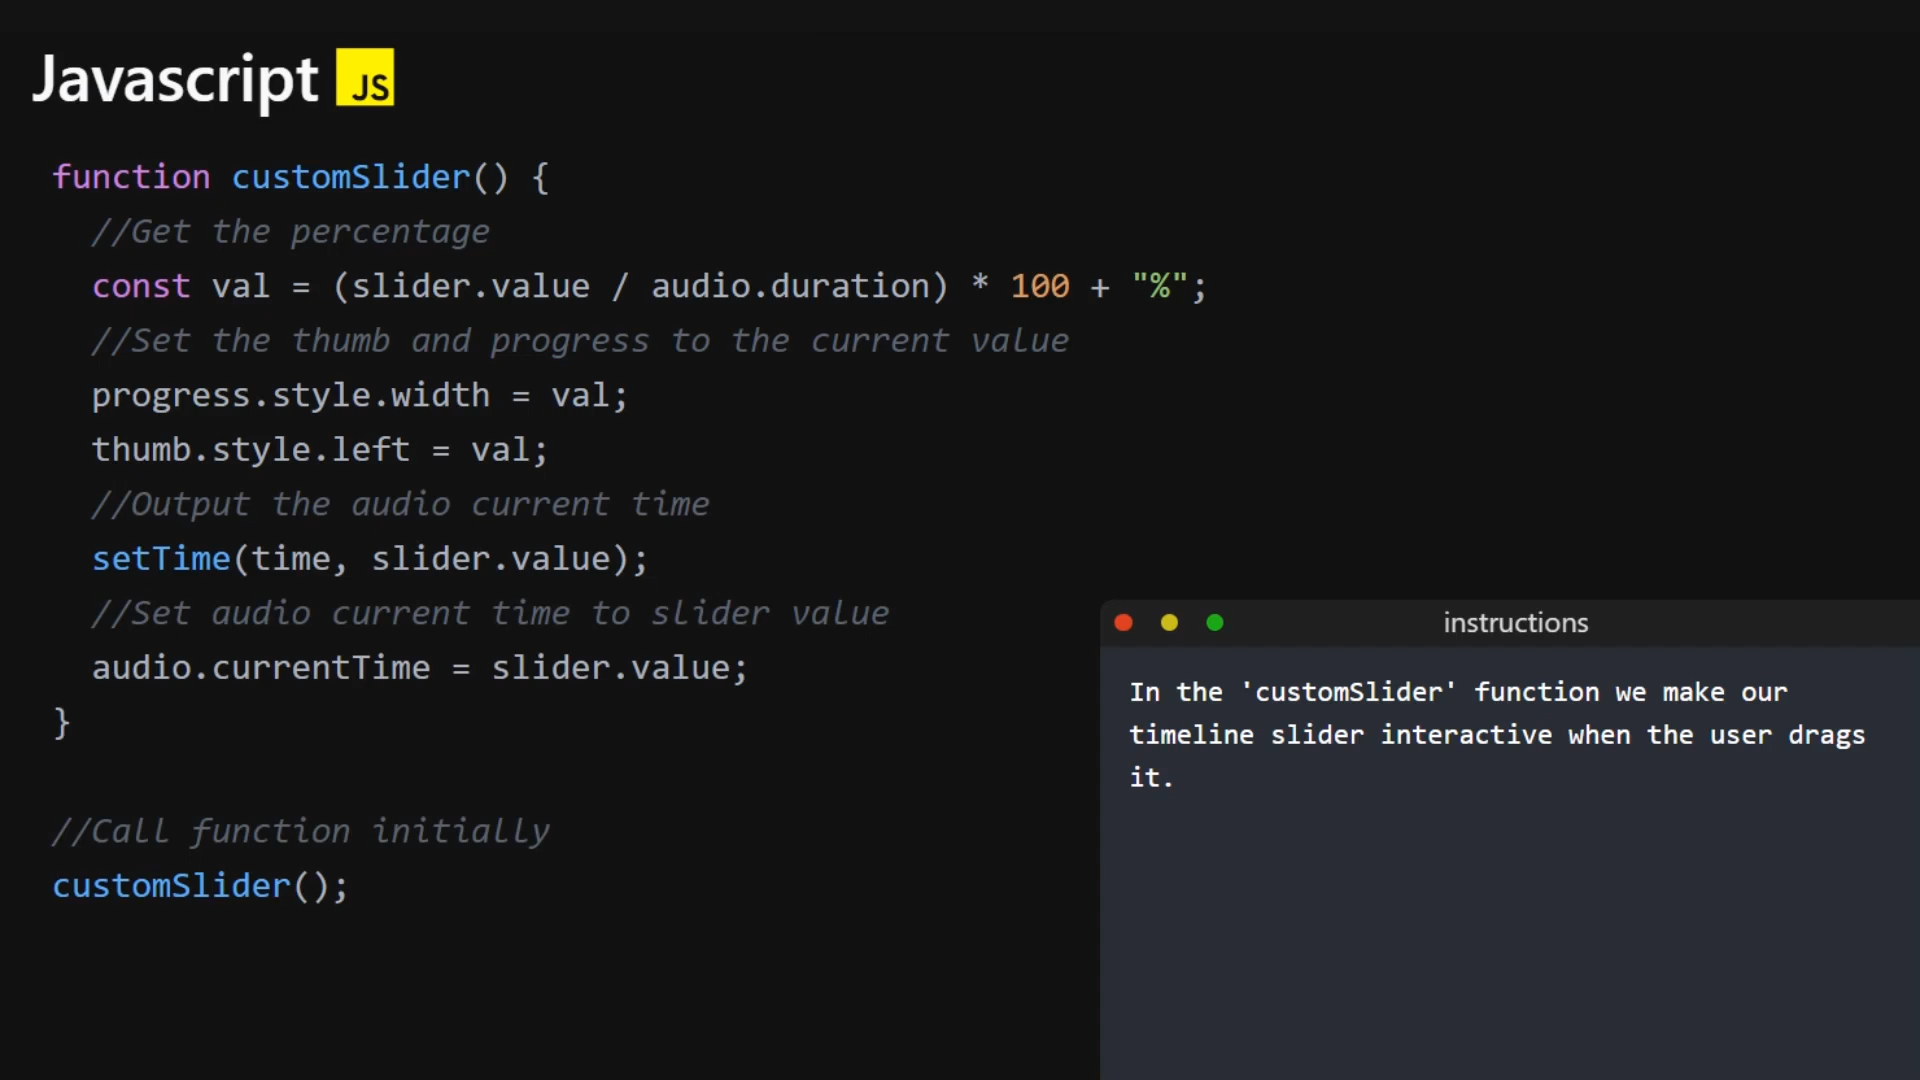 Javascript JS
function customSlider() {
//Get the percentage
const val = (slider.value / audio.duration) * 100 + "%";
//Set the thumb and progress to the current value
progress.style.width = val;
thumb.style.left = val;
//Output the audio current time
setTime(time, slider.value);
//Set audio current time to slider value
audio.currentTime = slider.value;
}
//Call function initially
customSlider();
instructions
In the 'customSlider' function we make our
timeline slider interactive when the user drags
it.